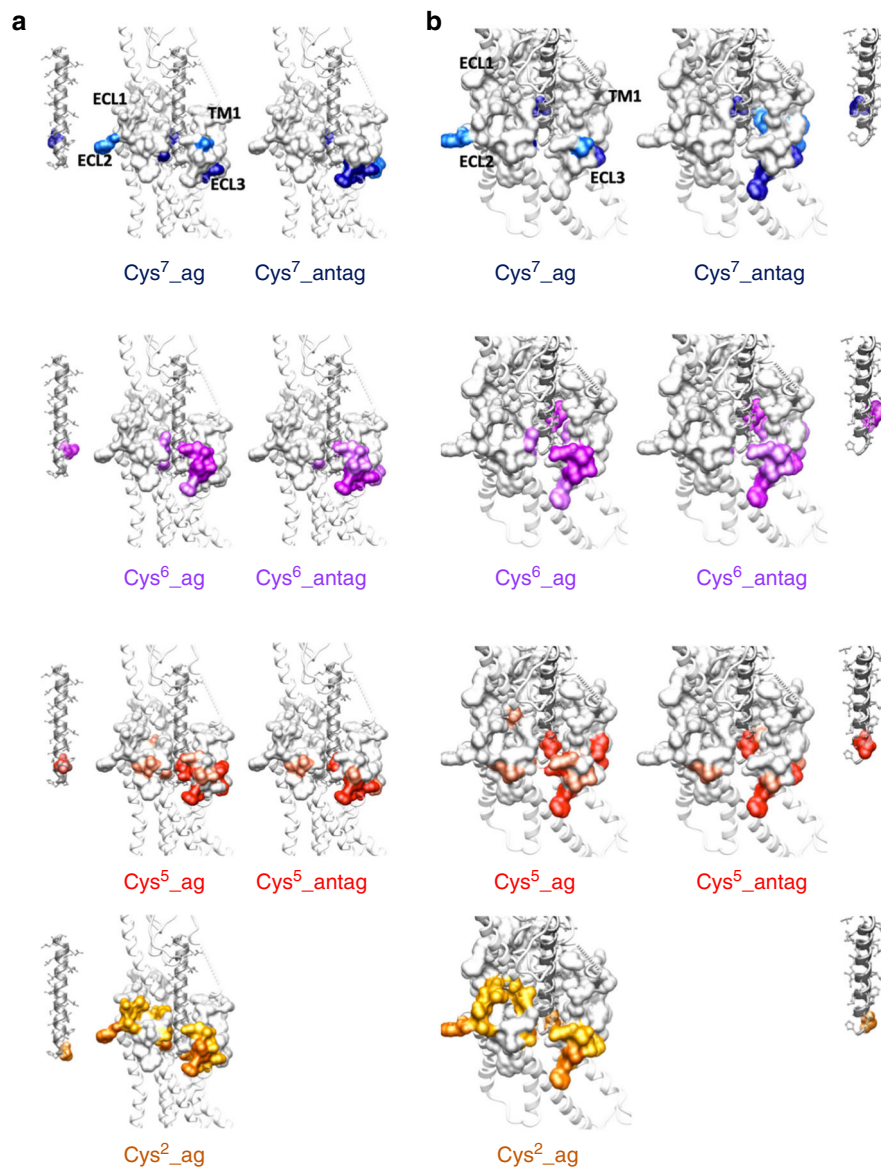 a b
ECL1 TM1 ECL2 ECL3
ECL1 TM1 ECL2 ECL3
Cys⁷_ag Cys⁷_antag Cys⁷_ag Cys⁷_antag
Cys⁶_ag Cys⁶_antag Cys⁶_ag Cys⁶_antag
Cys⁵_ag Cys⁵_antag Cys⁵_ag Cys⁵_antag
Cys²_ag Cys²_ag